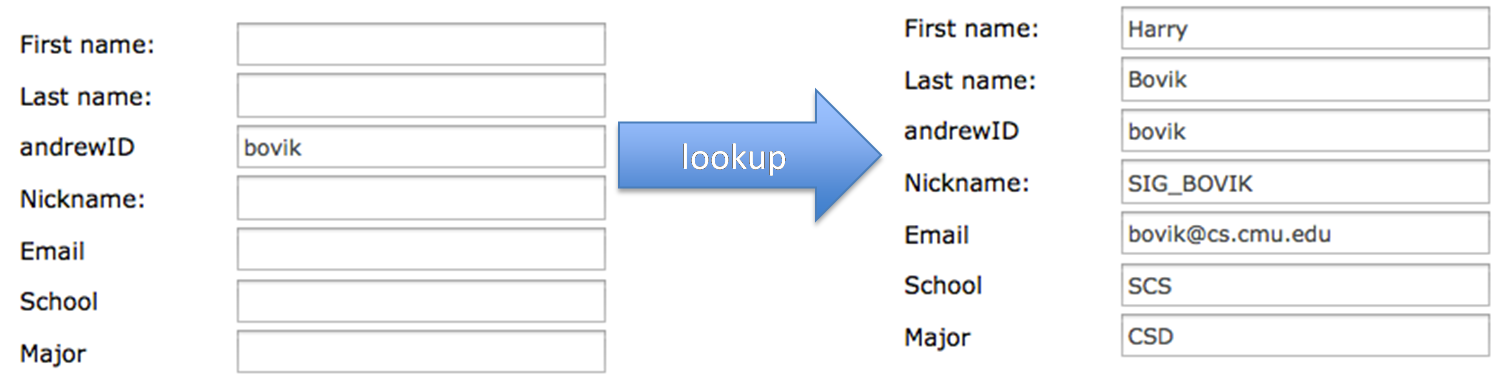 First name:
Last name:
andrewID bovik
Nickname:
Email
School
Major
lookup
First name: Harry
Last name: Bovik
andrewID bovik
Nickname: SIG_BOVIK
Email bovik@cs.cmu.edu
School SCS
Major CSD